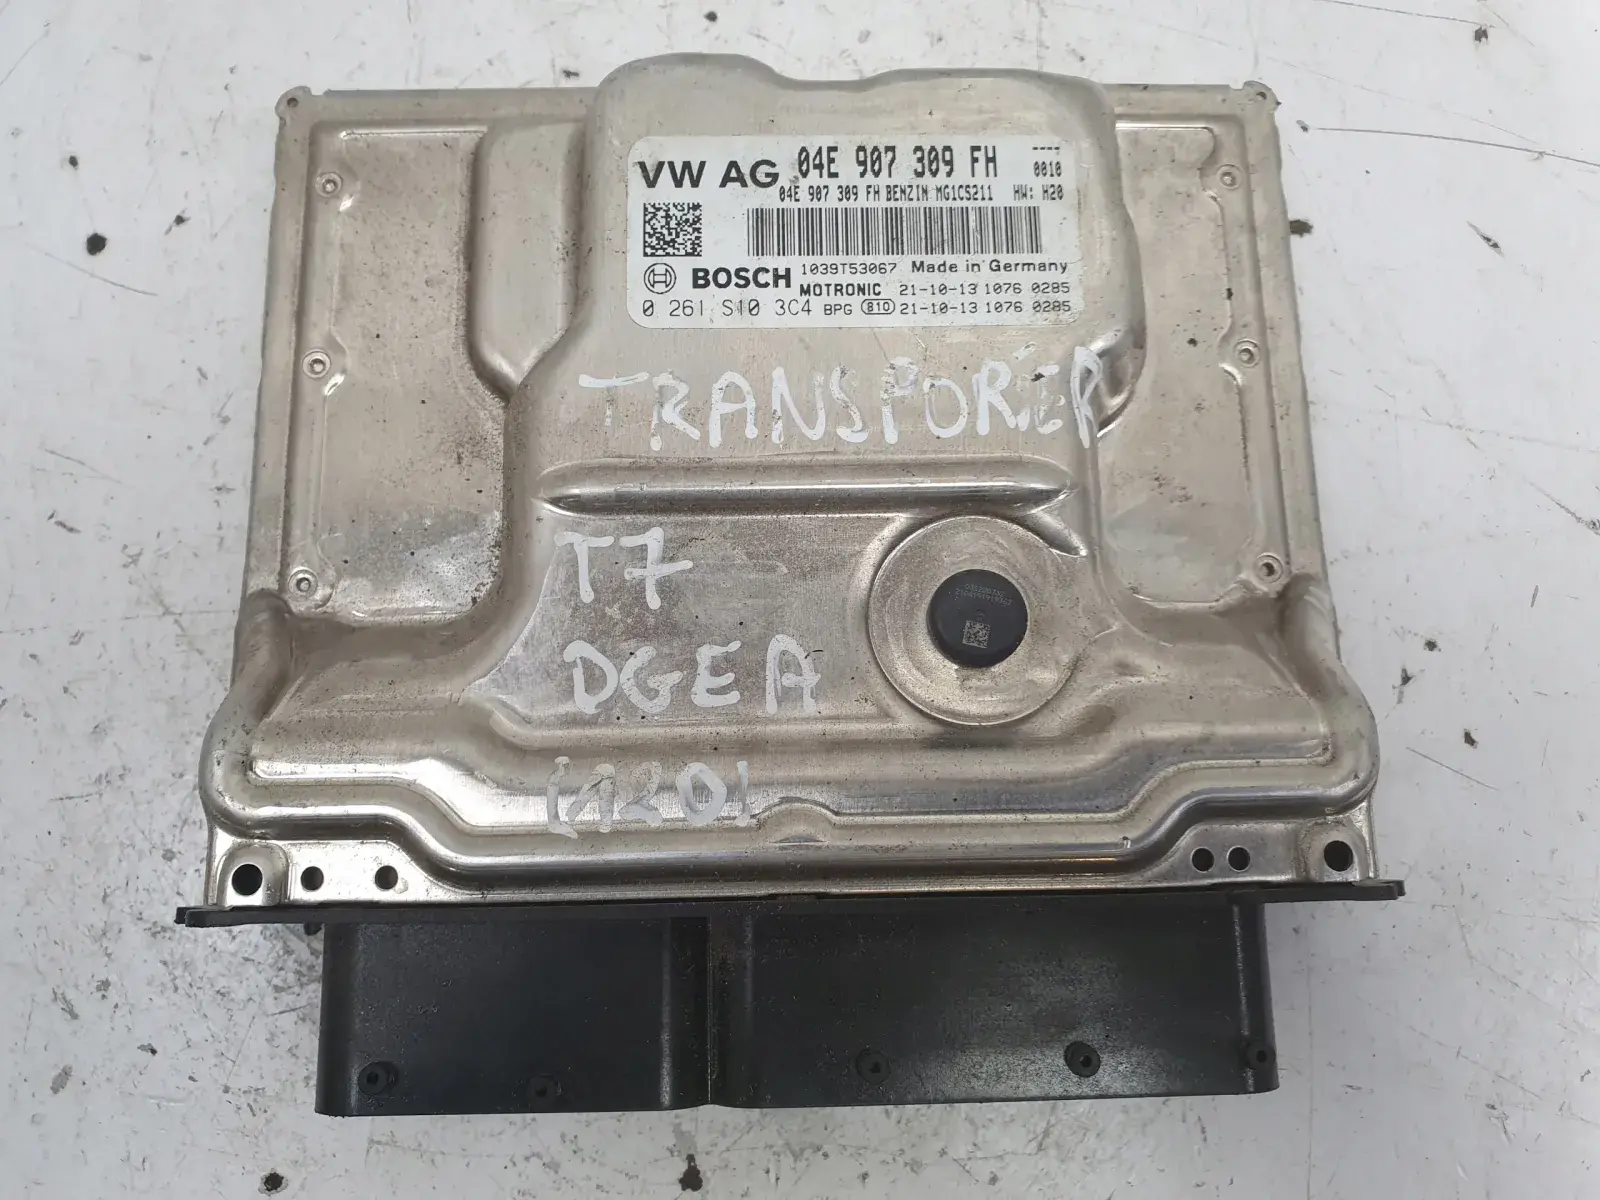 VW AG 04E 907 309 FH ----
0010
04E 907 309 FH BENZIN MG1CS211 HW: H20
BOSCH 1039T53067 Made in Germany
MOTRONIC 21-10-13 1076 0285
0 261 S10 3C4 BPG 810 21-10-13 1076 0285
TRANSPORTER
T7
DGEA
(120)